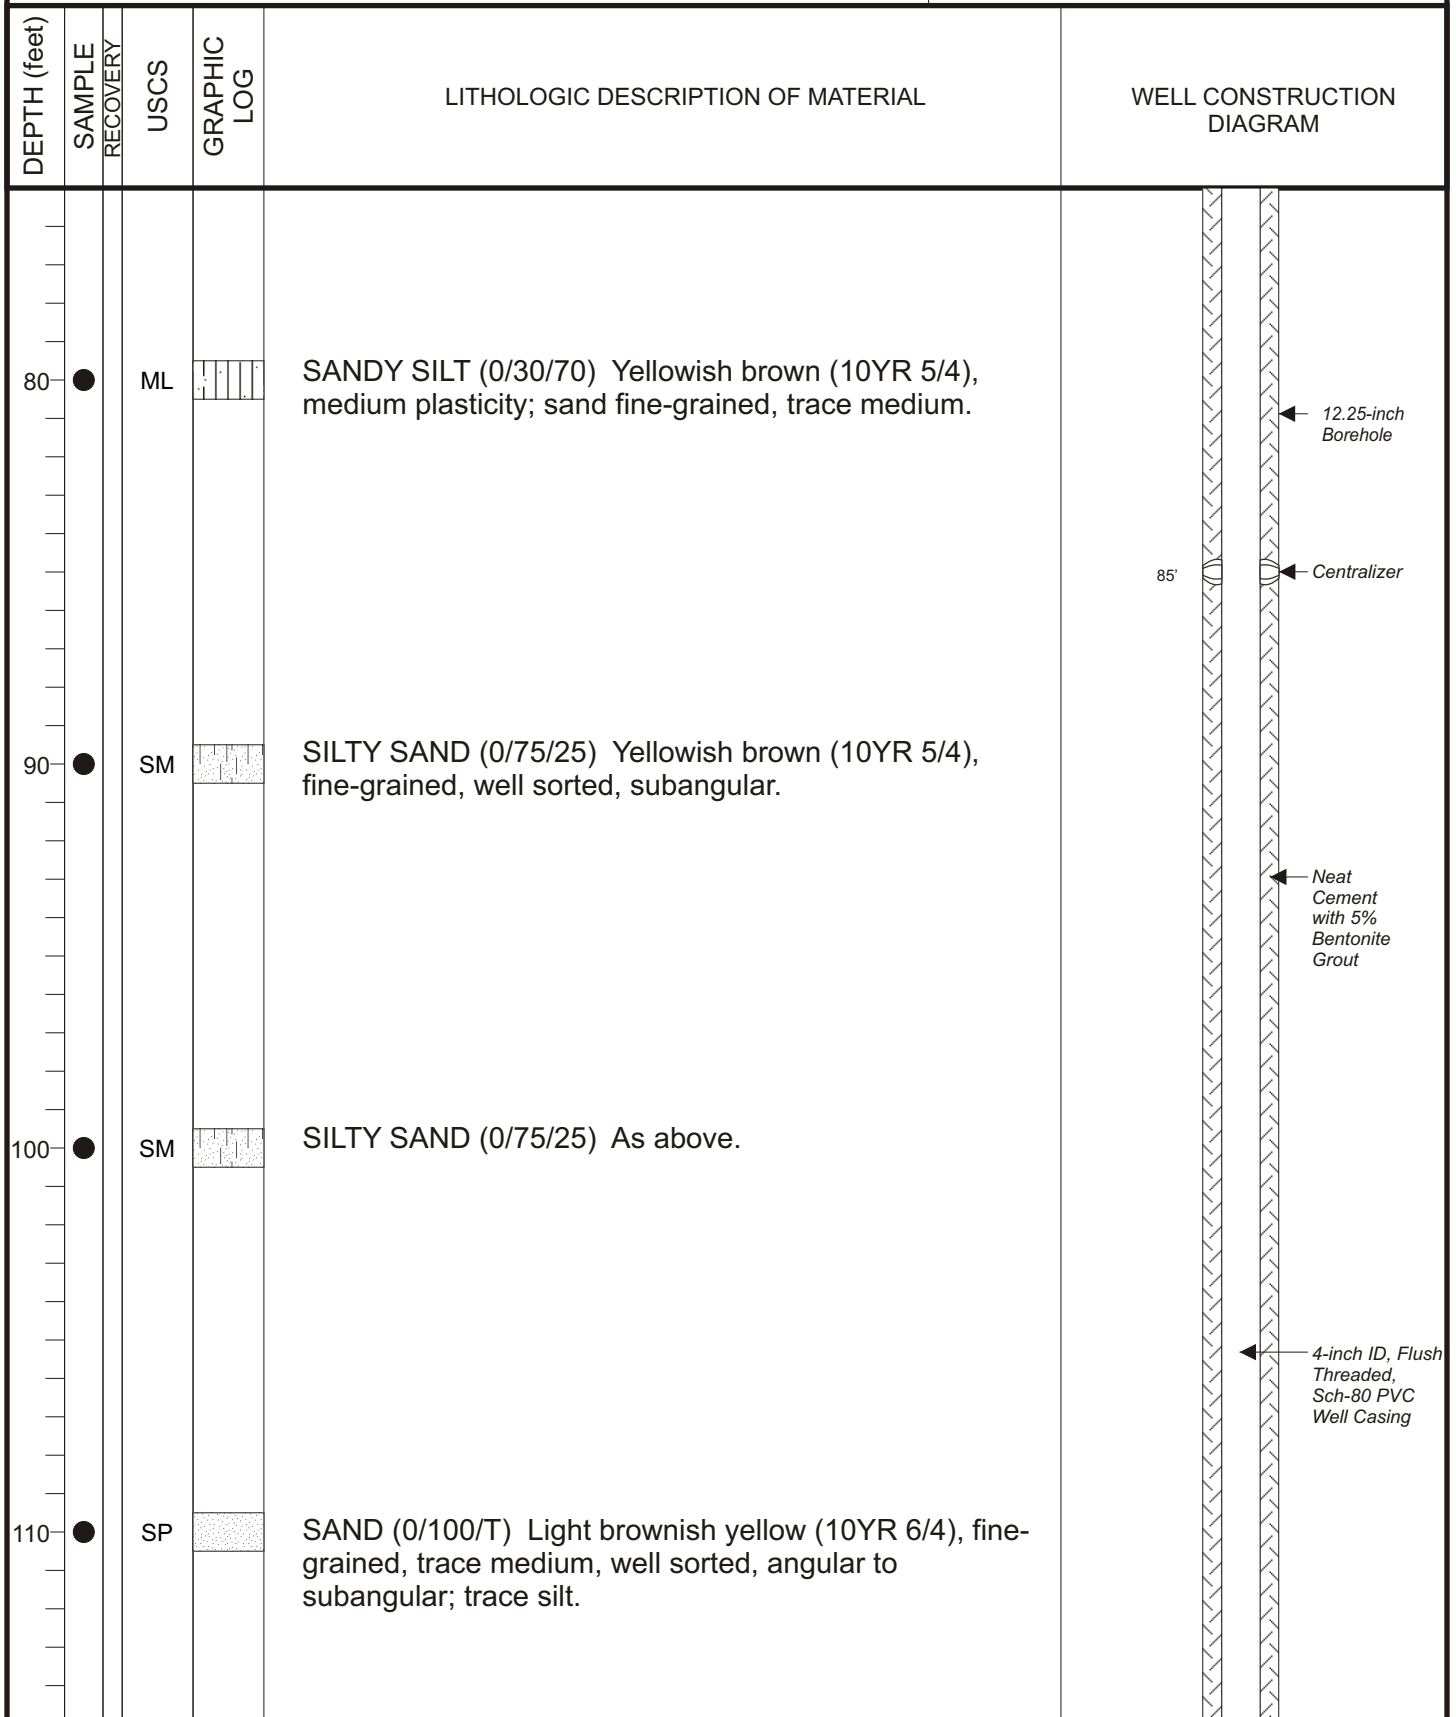 DEPTH (feet)
SAMPLE
RECOVERY
USCS
GRAPHIC
LOG
LITHOLOGIC DESCRIPTION OF MATERIAL
WELL CONSTRUCTION
DIAGRAM
80
ML
SANDY SILT (0/30/70) Yellowish brown (10YR 5/4),
medium plasticity; sand fine-grained, trace medium.
12.25-inch
Borehole
85'
Centralizer
90
SM
SILTY SAND (0/75/25) Yellowish brown (10YR 5/4),
fine-grained, well sorted, subangular.
Neat
Cement
with 5%
Bentonite
Grout
100
SM
SILTY SAND (0/75/25) As above.
4-inch ID, Flush
Threaded,
Sch-80 PVC
Well Casing
110
SP
SAND (0/100/T) Light brownish yellow (10YR 6/4), fine-
grained, trace medium, well sorted, angular to
subangular; trace silt.